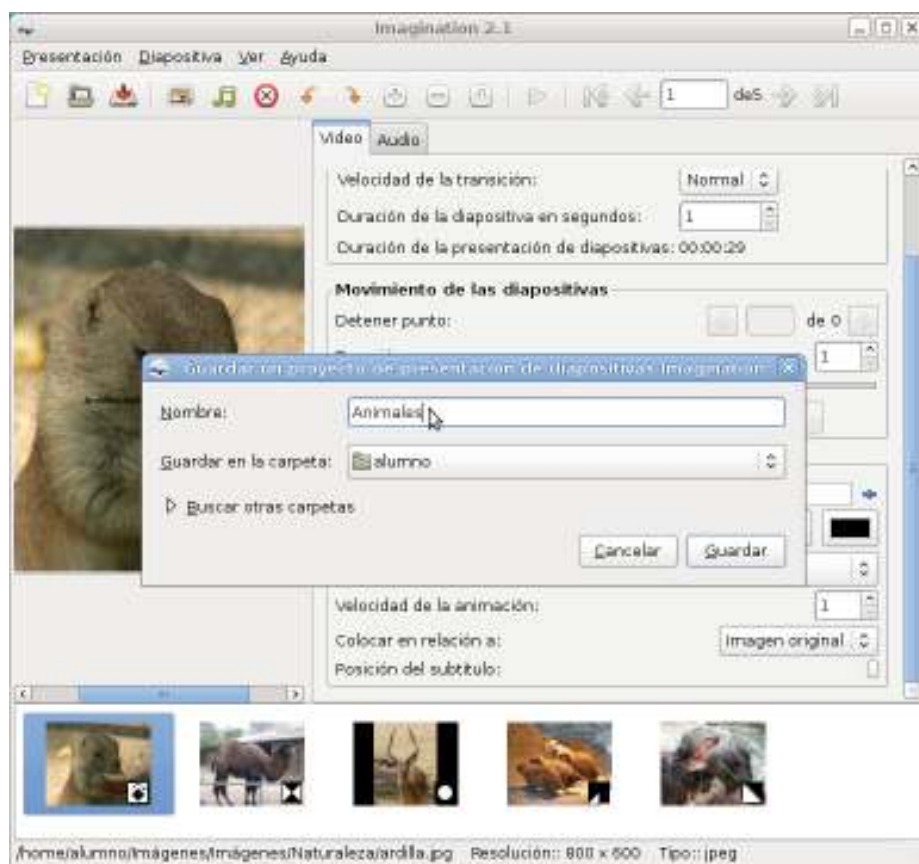 Imagination 2.1
Presentación Diapositiva Ver Ayuda
1 de5
Video Audio
Velocidad de la transición: Normal
Duración de la diapositiva en segundos: 1
Duración de la presentación de diapositivas: 00:00:29
Movimiento de las diapositivas
Detener punto: de 0
1
Guardar un proyecto de presentación de diapositivas Imagination
Nombre: Animales
Guardar en la carpeta: alumno
Buscar otras carpetas
Cancelar Guardar
Velocidad de la animación: 1
Colocar en relación a: Imagen original
Posición del subtítulo:
/home/alumno/Imágenes/Imágenes/Naturaleza/ardilla.jpg Resolución:: 800 x 600 Tipo:: jpeg